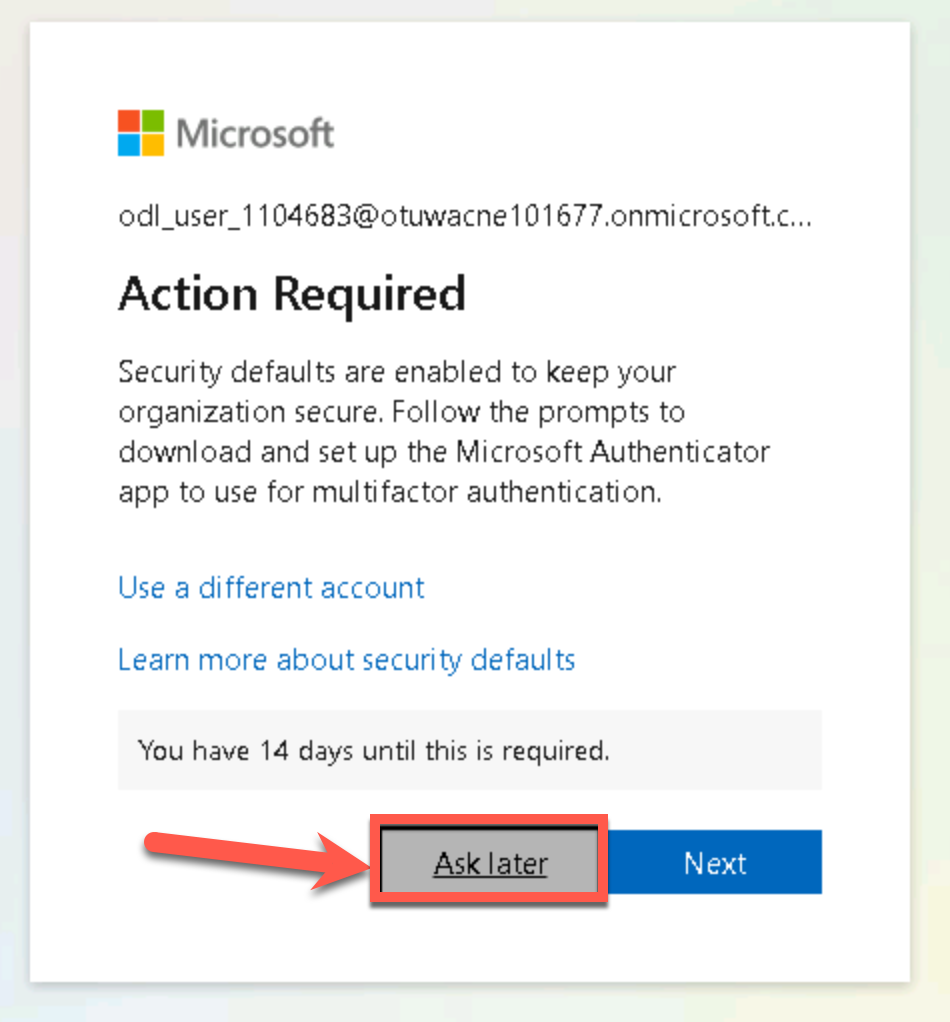 Microsoft
odl_user_1104683@otuwacne101677.onmicrosoft.c...
Action Required
Security defaults are enabled to keep your
organization secure. Follow the prompts to
download and set up the Microsoft Authenticator
app to use for multifactor authentication.
Use a different account
Learn more about security defaults
You have 14 days until this is required.
Ask later
Next